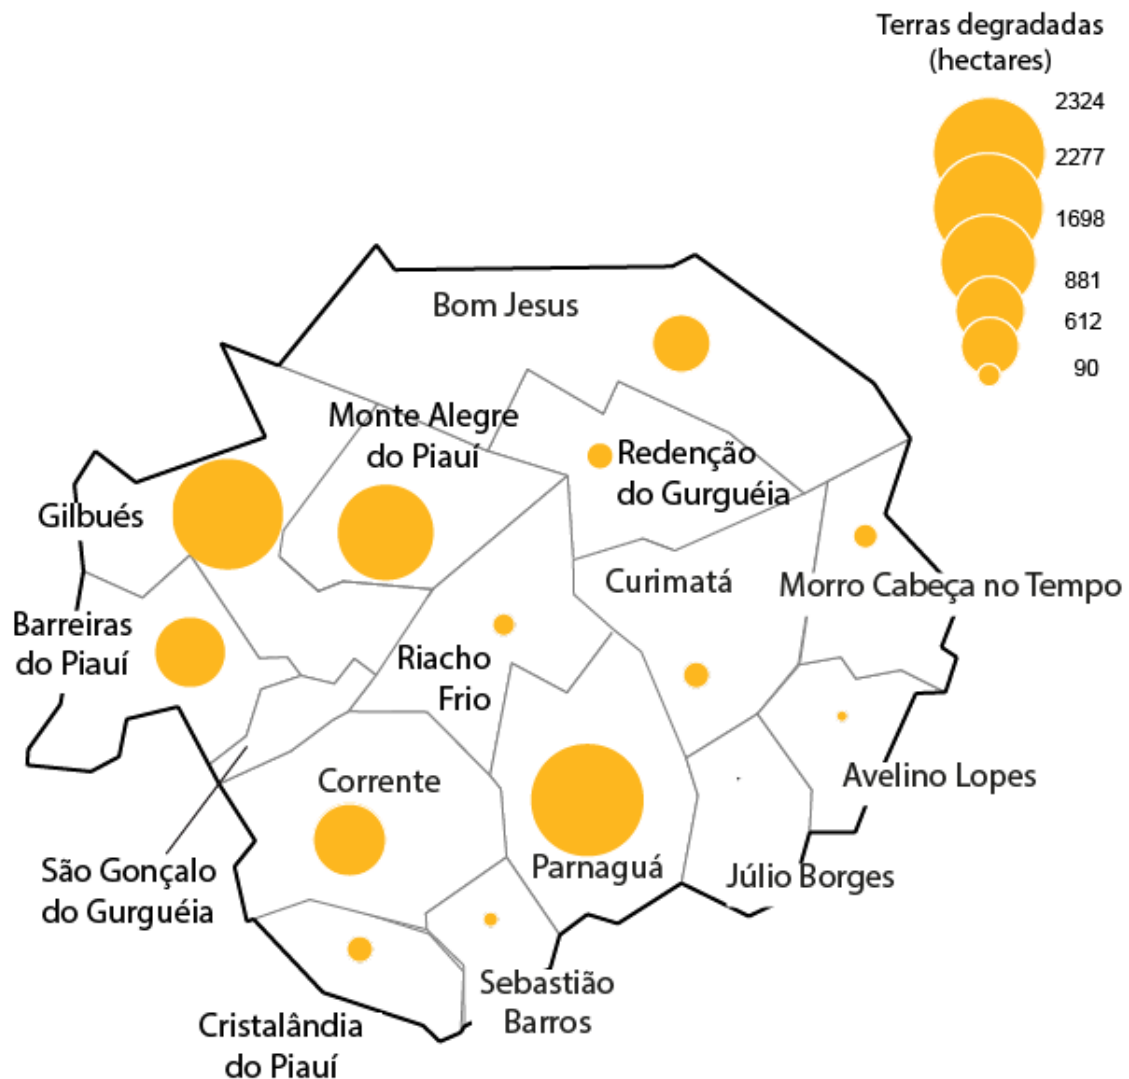 Terras degradadas
(hectares)
2324
2277
1698
881
612
90
Bom Jesus
Monte Alegre
do Piauí
Redenção
do Gurguéia
Gilbués
Curimatá
Morro Cabeça no Tempo
Barreiras
do Piauí
Riacho
Frio
Corrente
Avelino Lopes
Parnaguá
Júlio Borges
São Gonçalo
do Gurguéia
Sebastião
Barros
Cristalândia
do Piauí